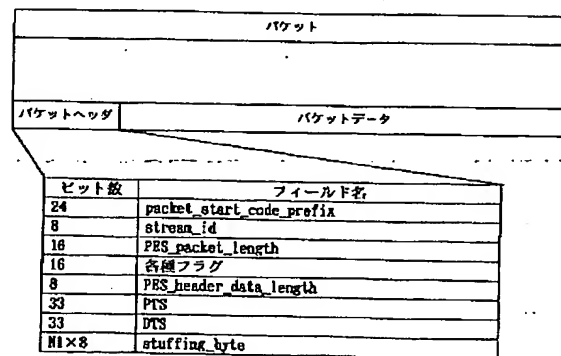 パケット
パケットヘッダ パケットデータ
ビット数 フィールド名
24 packet_start_code_prefix
8 stream_id
16 PES_packet_length
16 各種フラグ
8 PES_header_data_length
33 PTS
33 DTS
N1×8 stuffing_byte